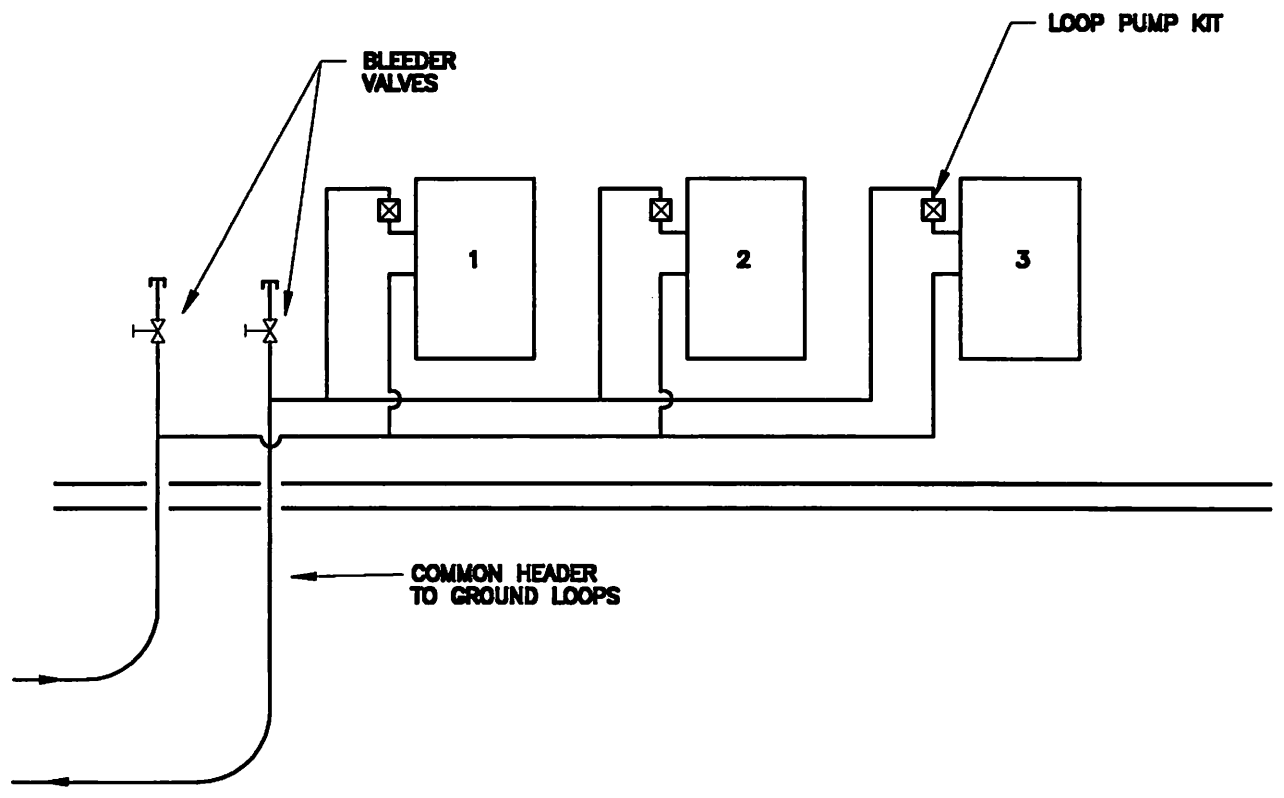 LOOP PUMP KIT
BLEEDER
VALVES
1
2
3
COMMON HEADER
TO GROUND LOOPS